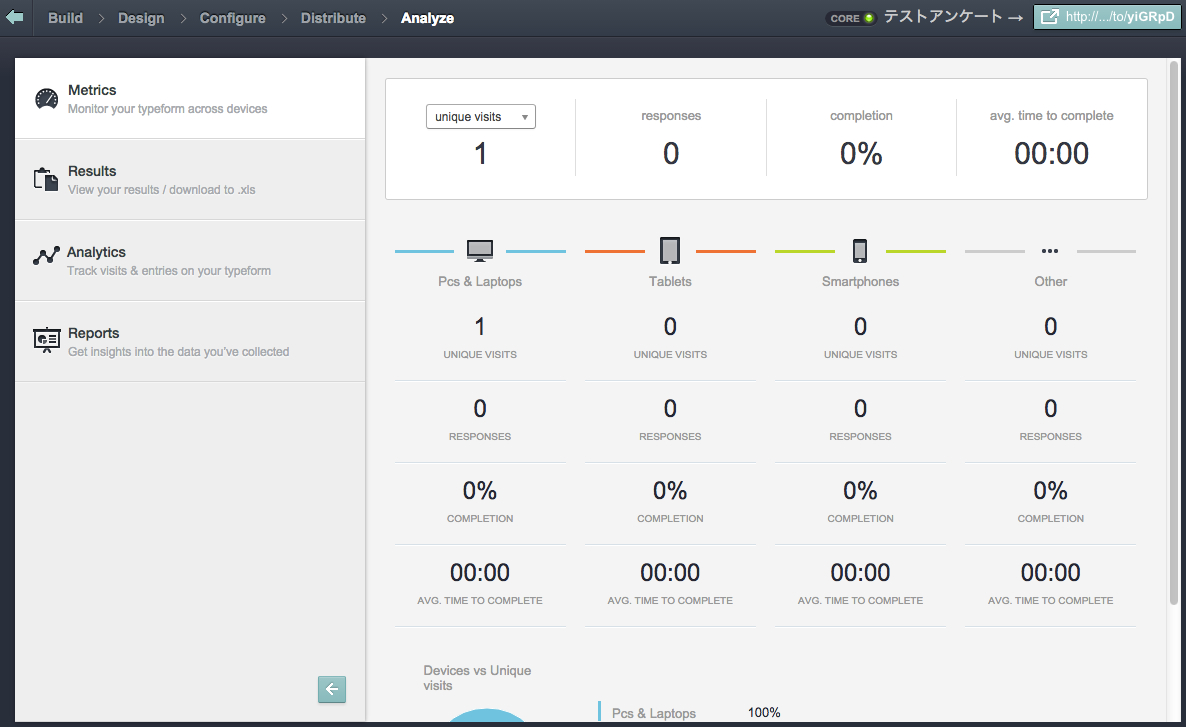 Build
Design
Configure
Distribute
Analyze
CORE
テストアンケート →
http://.../to/yiGRpD
Metrics
Monitor your typeform across devices
Results
View your results / download to .xls
Analytics
Track visits & entries on your typeform
Reports
Get insights into the data you've collected
unique visits
1
responses
0
completion
0%
avg. time to complete
00:00
Pcs & Laptops
Tablets
Smartphones
Other
1
0
0
0
UNIQUE VISITS
UNIQUE VISITS
UNIQUE VISITS
UNIQUE VISITS
0
0
0
0
RESPONSES
RESPONSES
RESPONSES
RESPONSES
0%
0%
0%
0%
COMPLETION
COMPLETION
COMPLETION
COMPLETION
00:00
00:00
00:00
00:00
AVG. TIME TO COMPLETE
AVG. TIME TO COMPLETE
AVG. TIME TO COMPLETE
AVG. TIME TO COMPLETE
Devices vs Unique
visits
Pcs & Laptops
100%